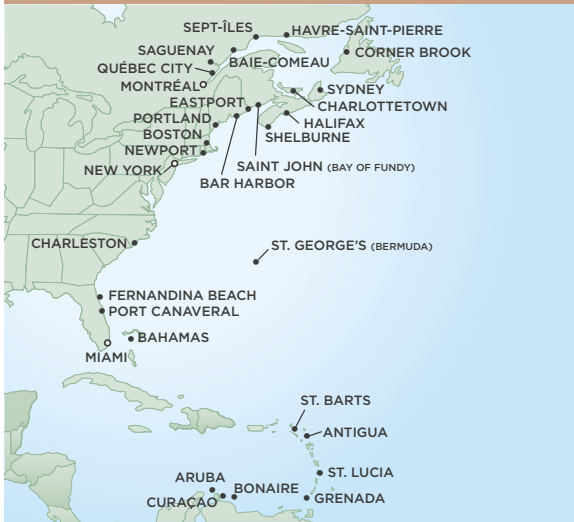 SEPT-ÎLES
HAVRE-SAINT-PIERRE
SAGUENAY
BAIE-COMEAU
CORNER BROOK
QUÉBEC CITY
MONTRÉAL
SYDNEY
EASTPORT
CHARLOTTETOWN
PORTLAND
HALIFAX
BOSTON
SHELBURNE
NEWPORT
SAINT JOHN (BAY OF FUNDY)
NEW YORK
BAR HARBOR
CHARLESTON
ST. GEORGE'S (BERMUDA)
FERNANDINA BEACH
PORT CANAVERAL
BAHAMAS
MIAMI
ST. BARTS
ANTIGUA
ST. LUCIA
ARUBA
BONAIRE
CURAÇAO
GRENADA